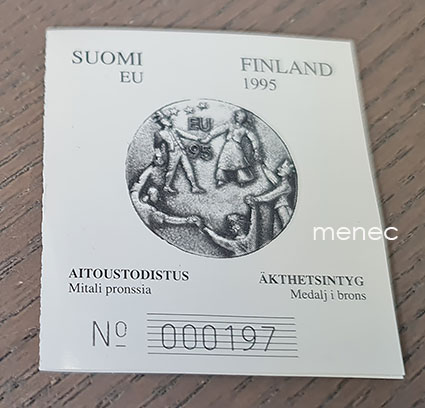 SUOMI FINLAND
EU 1995
EU
95
menec
AITOUSTODISTUS ÄKTHETSINTYG
Mitali pronssia Medalj i brons
Nº 000197